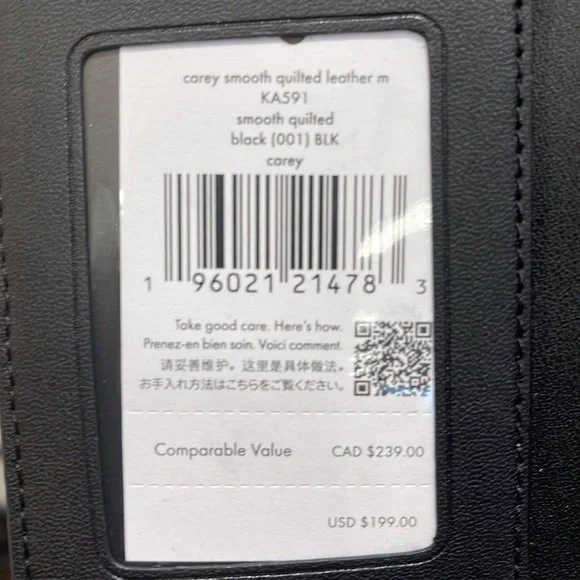 carey smooth quilted leather m
KA591
smooth quilted
black (001) BLK
carey
1 96021 21478 3
Take good care. Here's how.
Prenez-en bien soin. Voici comment.
请妥善维护。这里是具体做法。
お手入れ方法はこちらをご覧ください。
Comparable Value CAD $239.00
USD $199.00